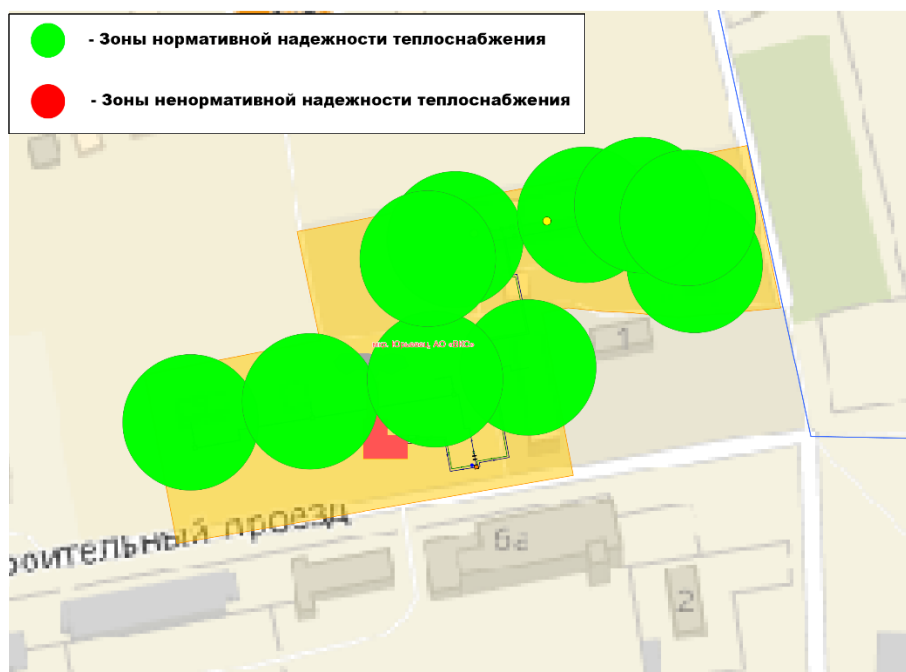 - Зоны нормативной надежности теплоснабжения
- Зоны ненормативной надежности теплоснабжения
1
роительный проезд
6а
2